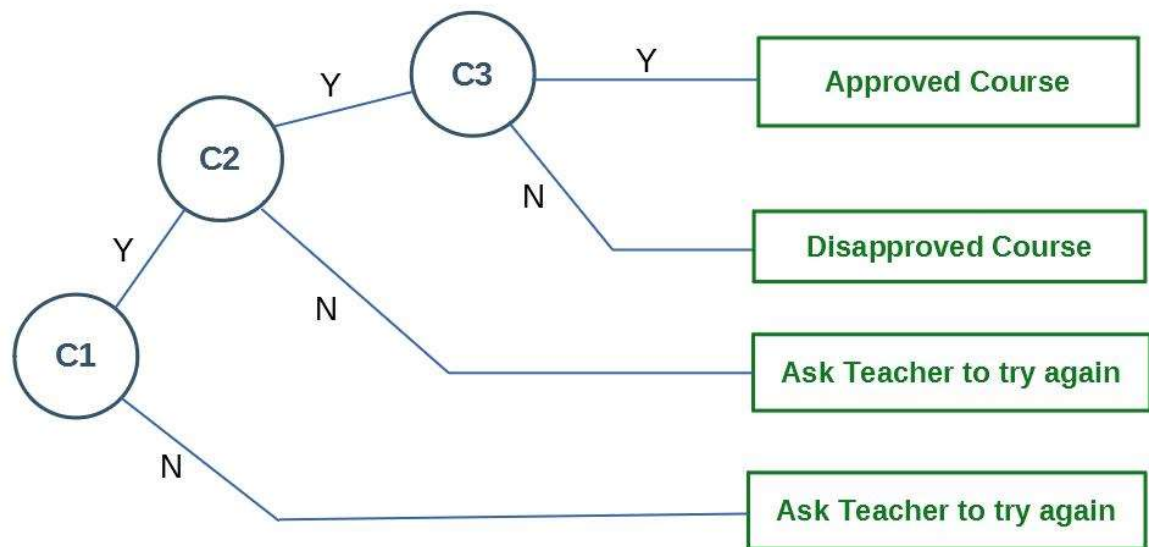 C3
Y
Approved Course
Y
C2
N
Disapproved Course
Y
N
C1
Ask Teacher to try again
N
Ask Teacher to try again